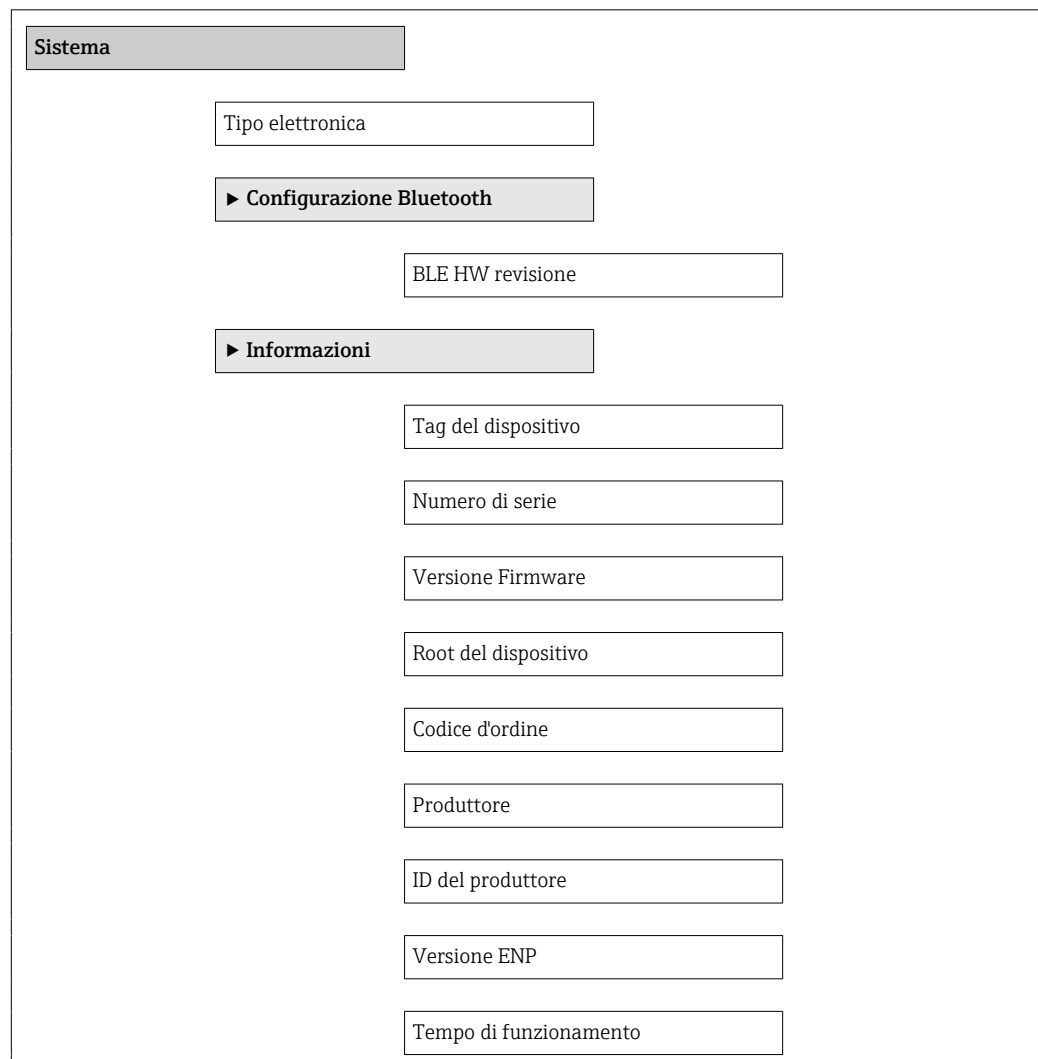 Sistema
Tipo elettronica
▶ Configurazione Bluetooth
BLE HW revisione
▶ Informazioni
Tag del dispositivo
Numero di serie
Versione Firmware
Root del dispositivo
Codice d'ordine
Produttore
ID del produttore
Versione ENP
Tempo di funzionamento